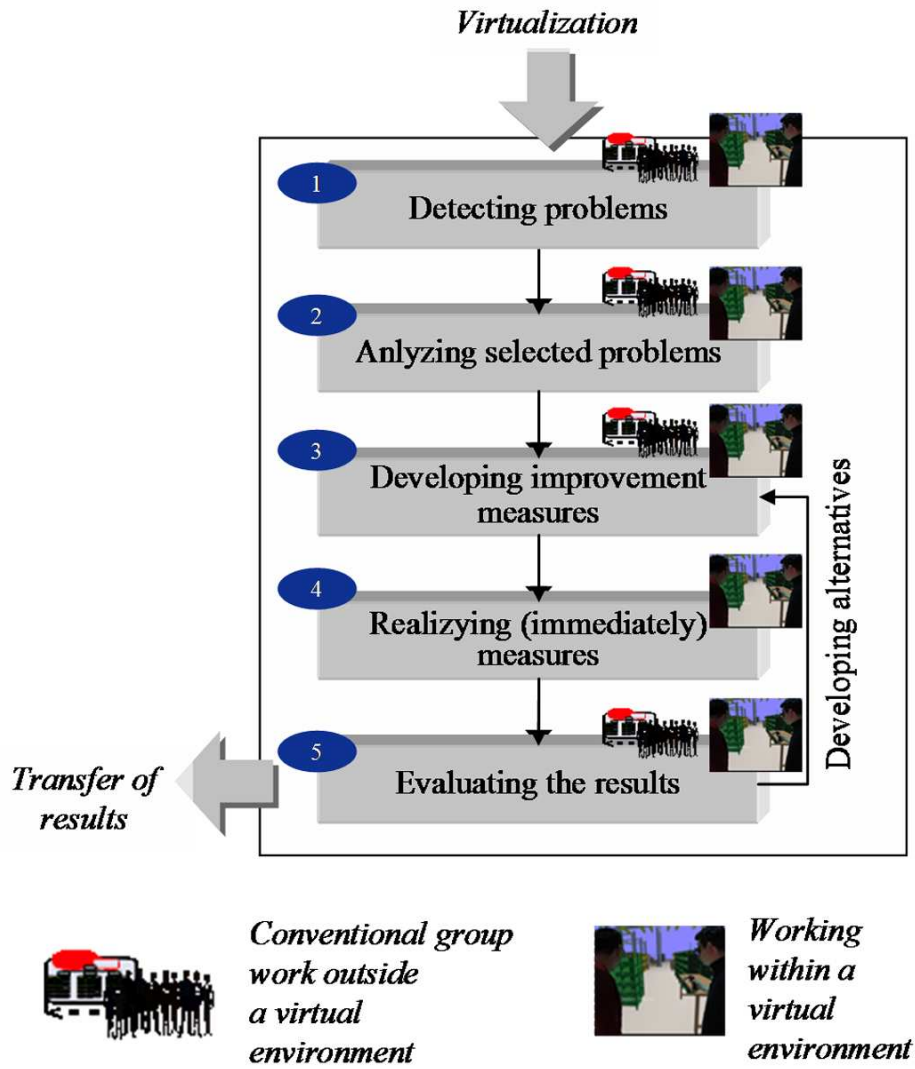 Virtualization
1
Detecting problems
2
Anlyzing selected problems
3
Developing improvement
measures
4
Realizying (immediately)
measures
5
Evaluating the results
Developing alternatives
Transfer of
results
Conventional group
work outside
a virtual
environment
Working
within a
virtual
environment